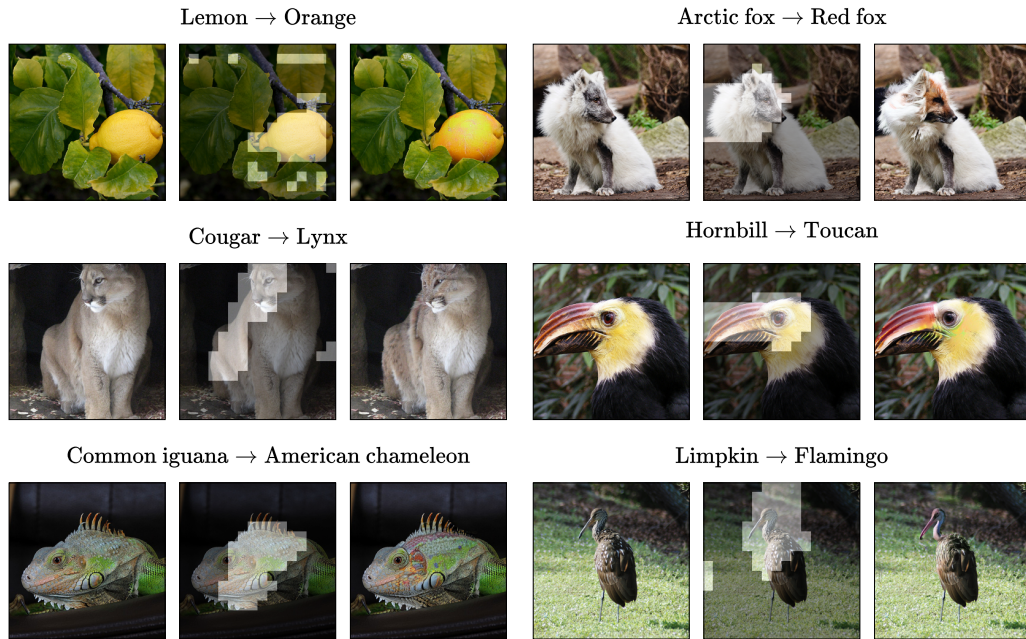 Lemon → Orange
Arctic fox → Red fox
Cougar → Lynx
Hornbill → Toucan
Common iguana → American chameleon
Limpkin → Flamingo